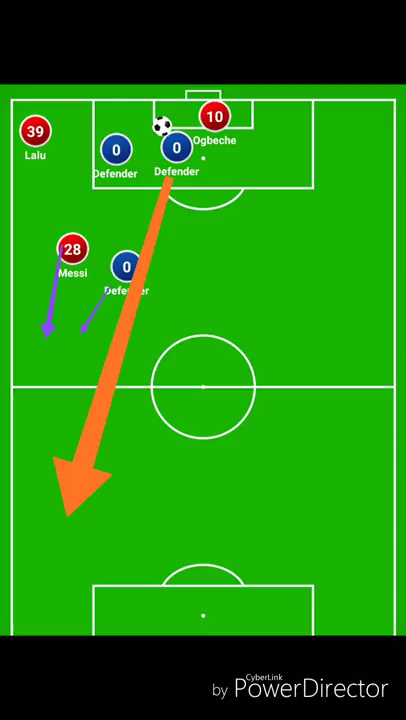 10
Ogbeche
39
Lalu
0
Defender
0
Defender
28
Messi
0
Defender
CyberLink
by PowerDirector